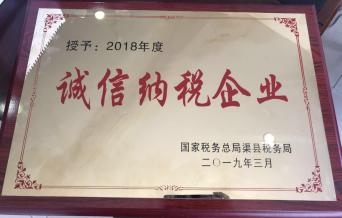 授予：2018年度
诚信纳税企业
国家税务总局渠县税务局
二〇一九年三月